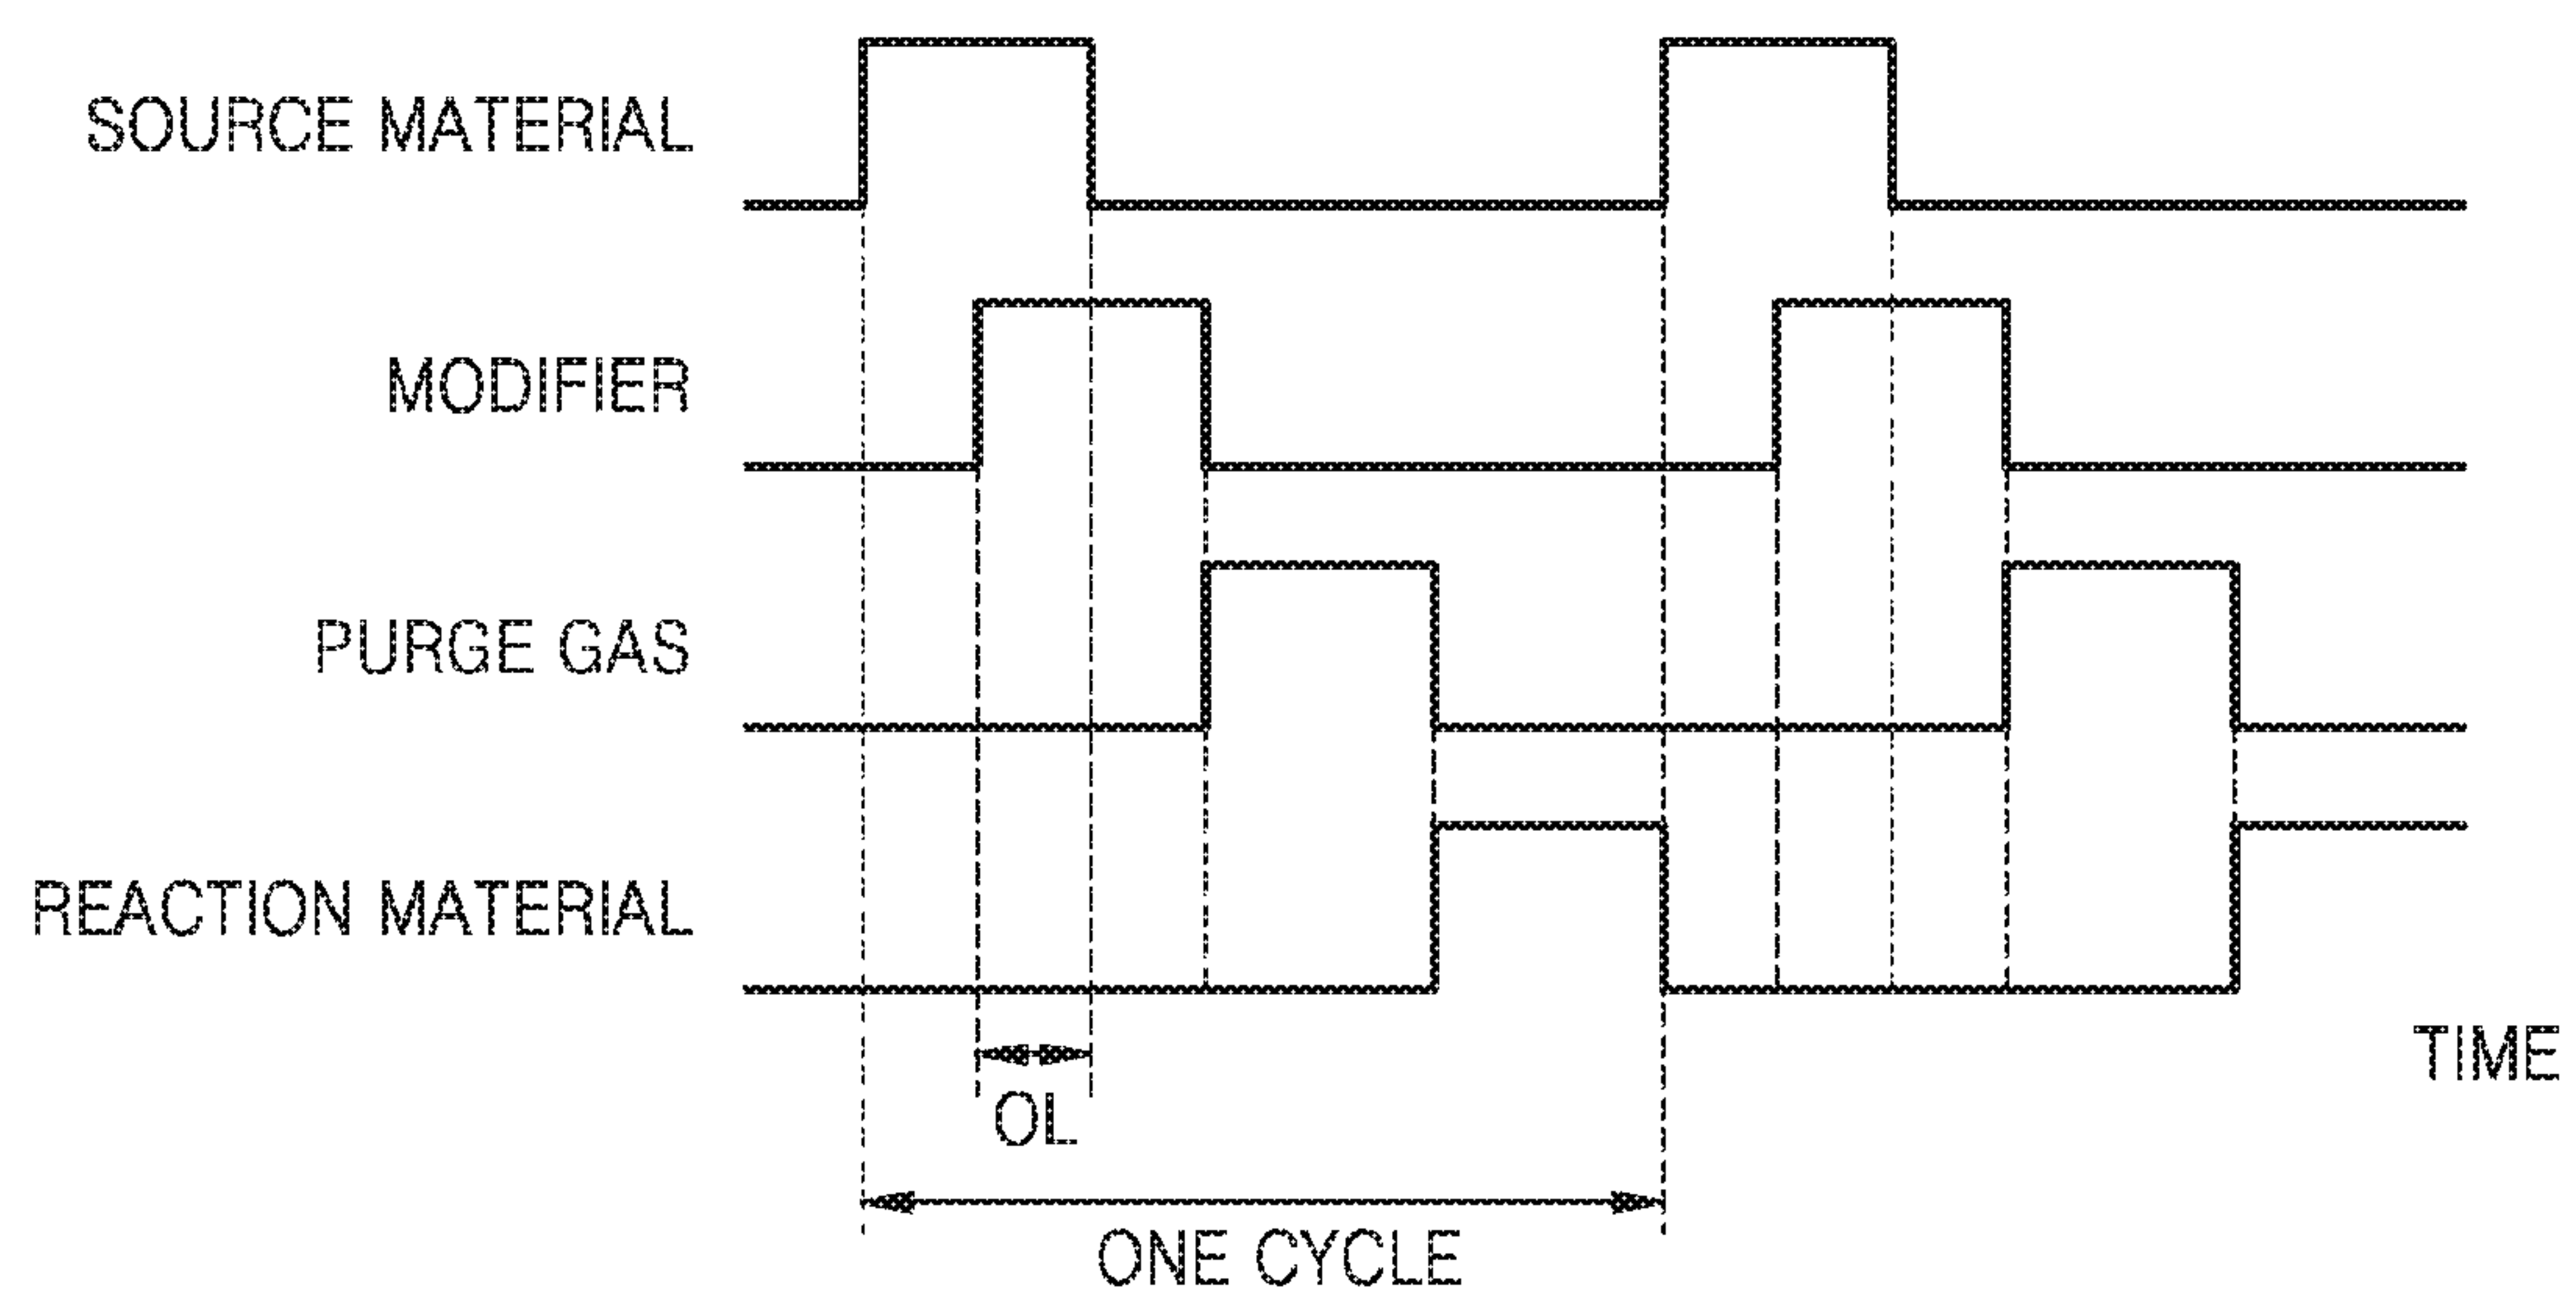 SOURCE MATERIAL
MODIFIER
PURGE GAS
REACTION MATERIAL
TIME
OL
ONE CYCLE